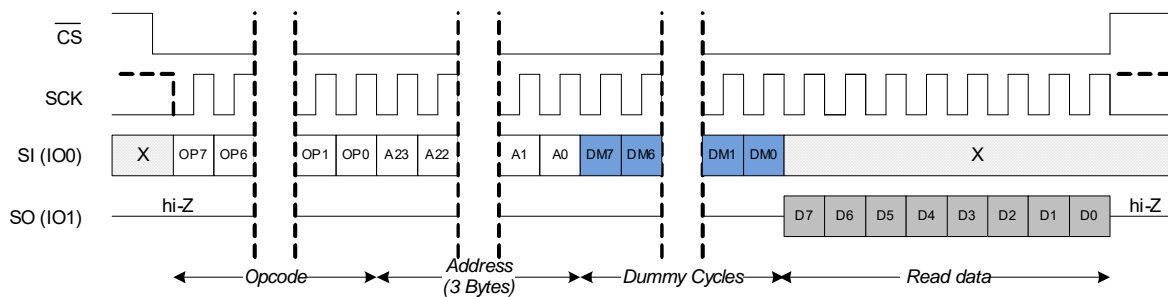 CS
SCK
SI (IO0) X OP7 OP6 OP1 OP0 A23 A22 A1 A0 DM7 DM6 DM1 DM0 X
SO (IO1) hi-Z D7 D6 D5 D4 D3 D2 D1 D0 hi-Z
Opcode Address (3 Bytes) Dummy Cycles Read data